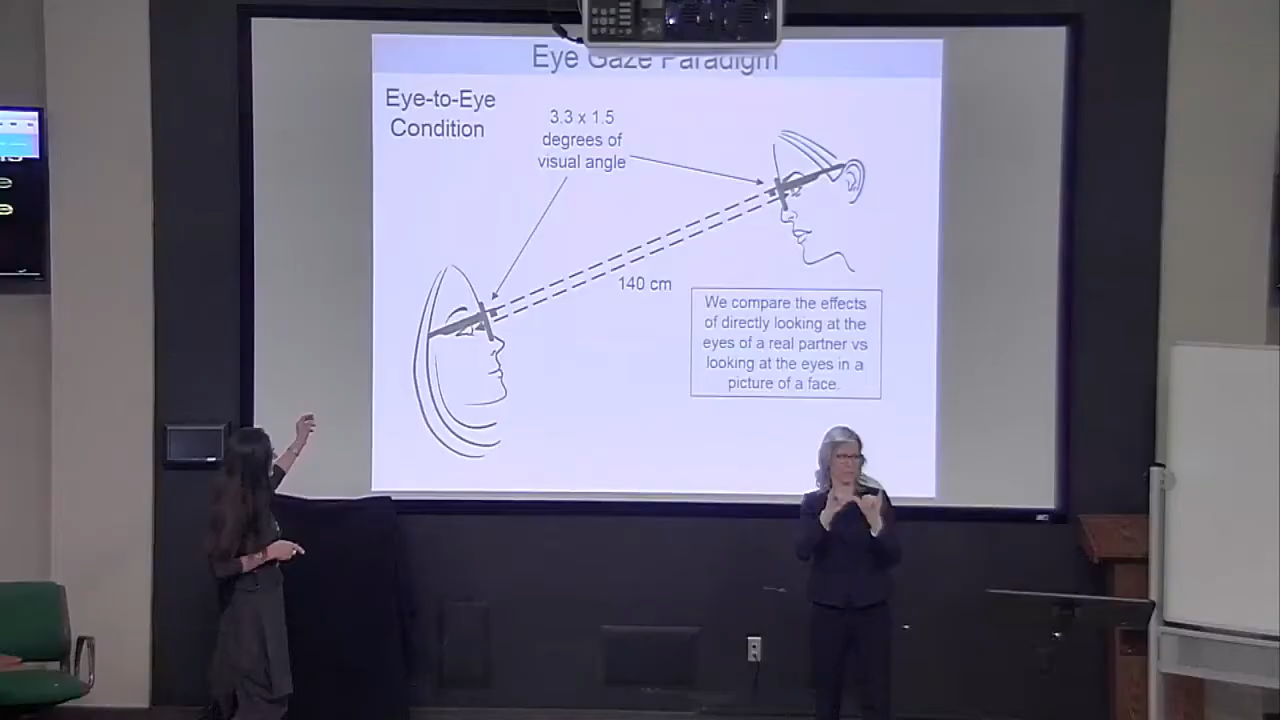 Eye Gaze Paradigm
Eye-to-Eye
Condition
3.3 x 1.5
degrees of
visual angle
140 cm
We compare the effects
of directly looking at the
eyes of a real partner vs
looking at the eyes in a
picture of a face.